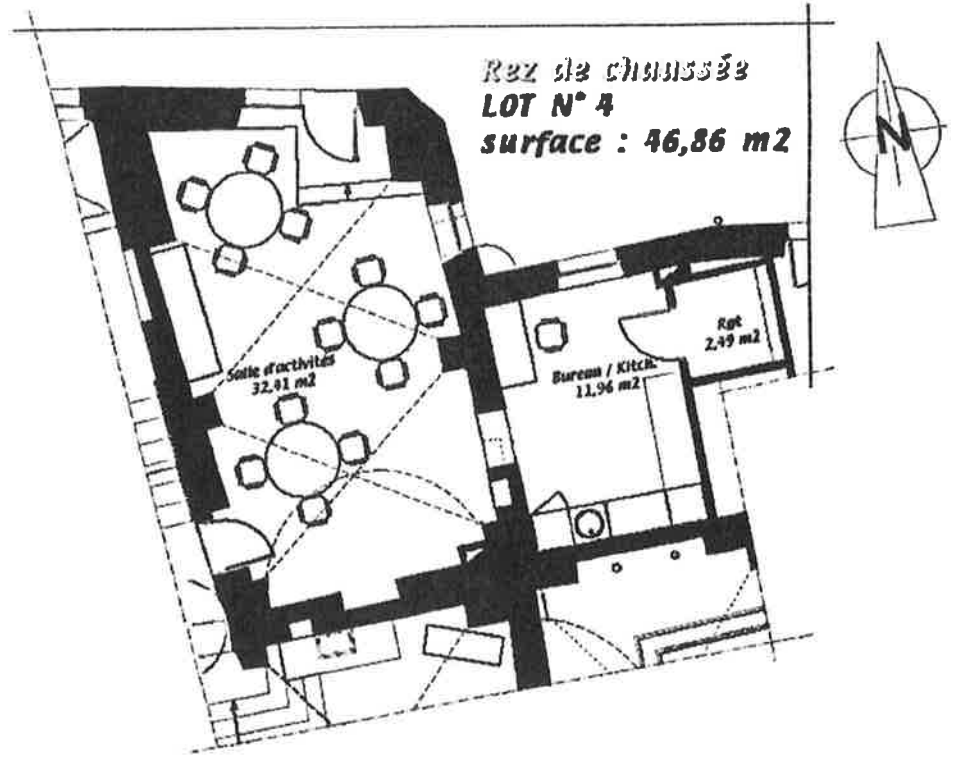 Rez de chaussée
LOT N° 4
surface : 46,86 m2
N
Rgt
2,49 m2
Salle d'activités
32,41 m2
Bureau / Kitch.
11,96 m2